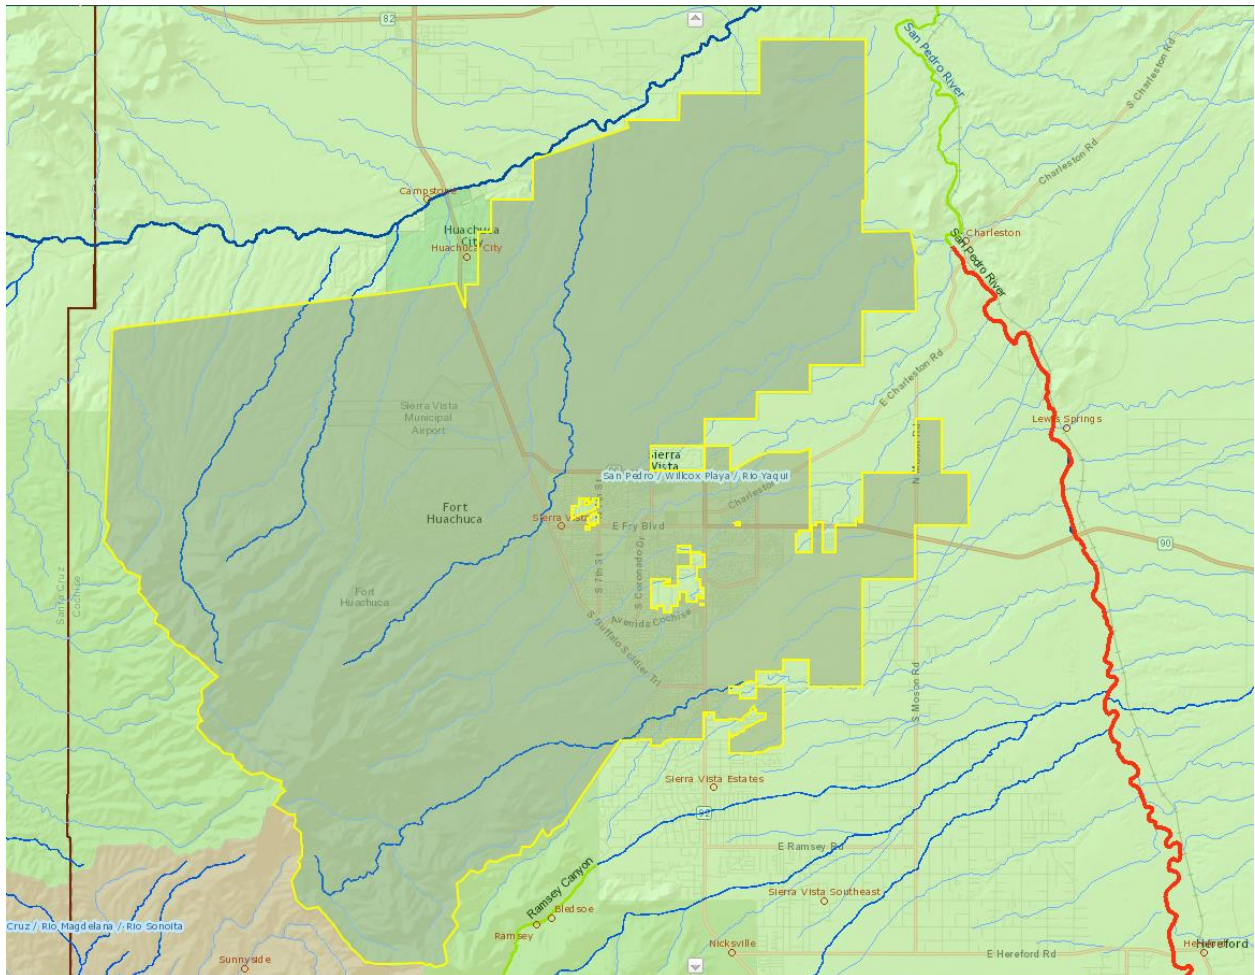 82
San Pedro River
S Charleston Rd
Charleston Rd
Campstone
Huachuca
City
Huachuca City
Charleston
San Pedro River
Sierra Vista
Municipal
Airport
E Charleston Rd
Lewis Springs
N Moson Rd
Sierra
Vista
San Pedro / Willcox Playa / Rio Yaqui
Charleston
Fort
Huachuca
Sierra Vista
E Fry Blvd
90
S 7th St
S Coronado Dr
Fort
Huachuca
Santa Cruz
Cochise
Avenida Cochise
S Buffalo Soldier Trl
S Moson Rd
Sierra Vista Estates
92
E Ramsey Rd
Ramsey Canyon
Sierra Vista Southeast
Bledsoe
Ramsey
Cruz / Rio Magdelana / Rio Sonoita
Nicksville
E Hereford Rd
Hereford
Sunnyside